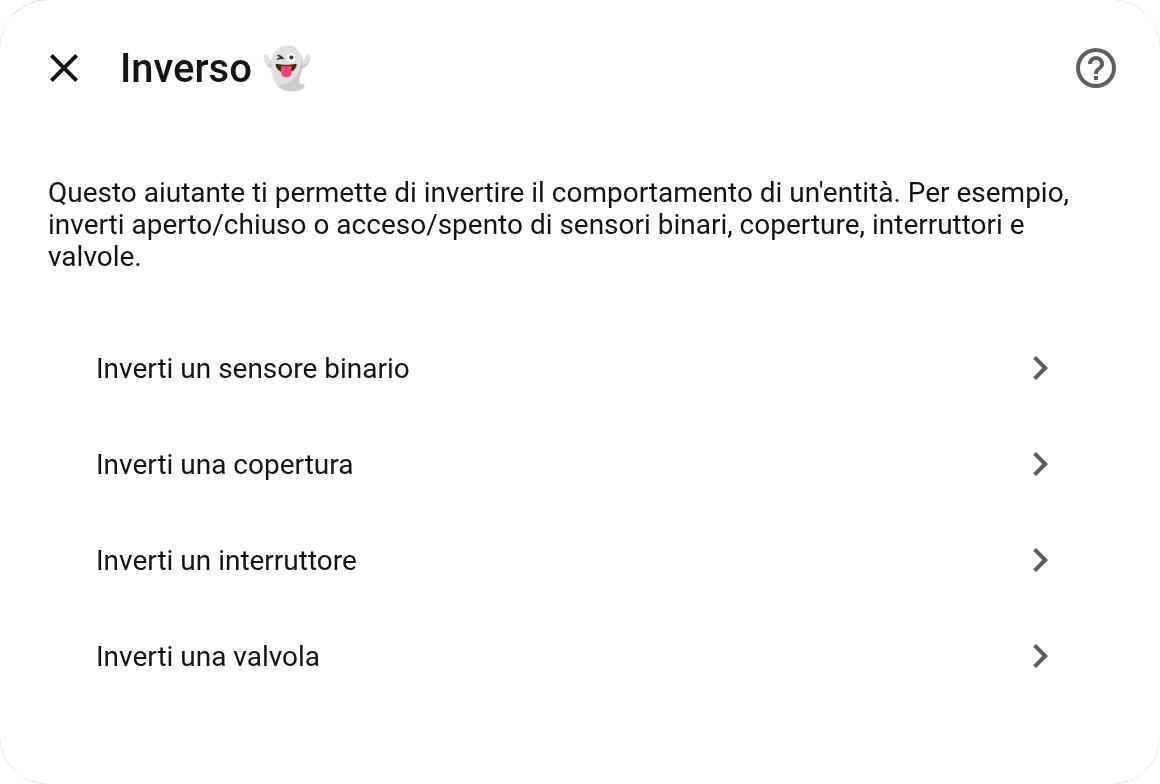 Inverso 👻
Questo aiutante ti permette di invertire il comportamento di un'entità. Per esempio,
inverti aperto/chiuso o acceso/spento di sensori binari, coperture, interruttori e
valvole.
Inverti un sensore binario
Inverti una copertura
Inverti un interruttore
Inverti una valvola